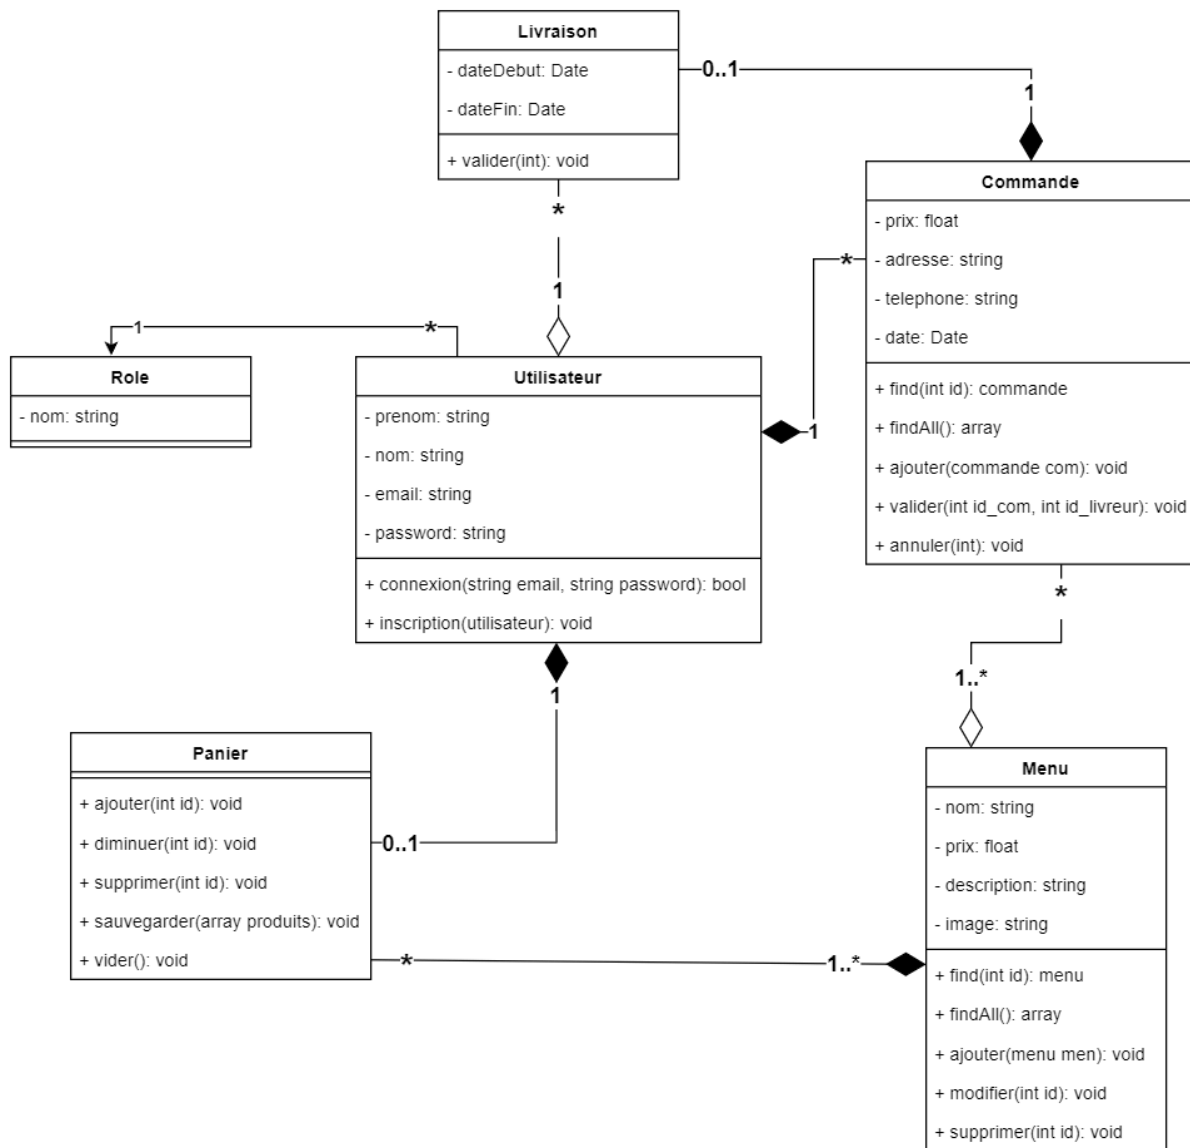 Livraison
- dateDebut: Date
- dateFin: Date
+ valider(int): void
0..1
1
*
1
Commande
- prix: float
- adresse: string
- telephone: string
- date: Date
+ find(int id): commande
+ findAll(): array
+ ajouter(commande com): void
+ valider(int id_com, int id_livreur): void
+ annuler(int): void
*
1
1
*
Role
- nom: string
Utilisateur
- prenom: string
- nom: string
- email: string
- password: string
+ connexion(string email, string password): bool
+ inscription(utilisateur): void
1
0..1
*
1..*
Panier
+ ajouter(int id): void
+ diminuer(int id): void
+ supprimer(int id): void
+ sauvegarder(array produits): void
+ vider(): void
*
1..*
Menu
- nom: string
- prix: float
- description: string
- image: string
+ find(int id): menu
+ findAll(): array
+ ajouter(menu men): void
+ modifier(int id): void
+ supprimer(int id): void